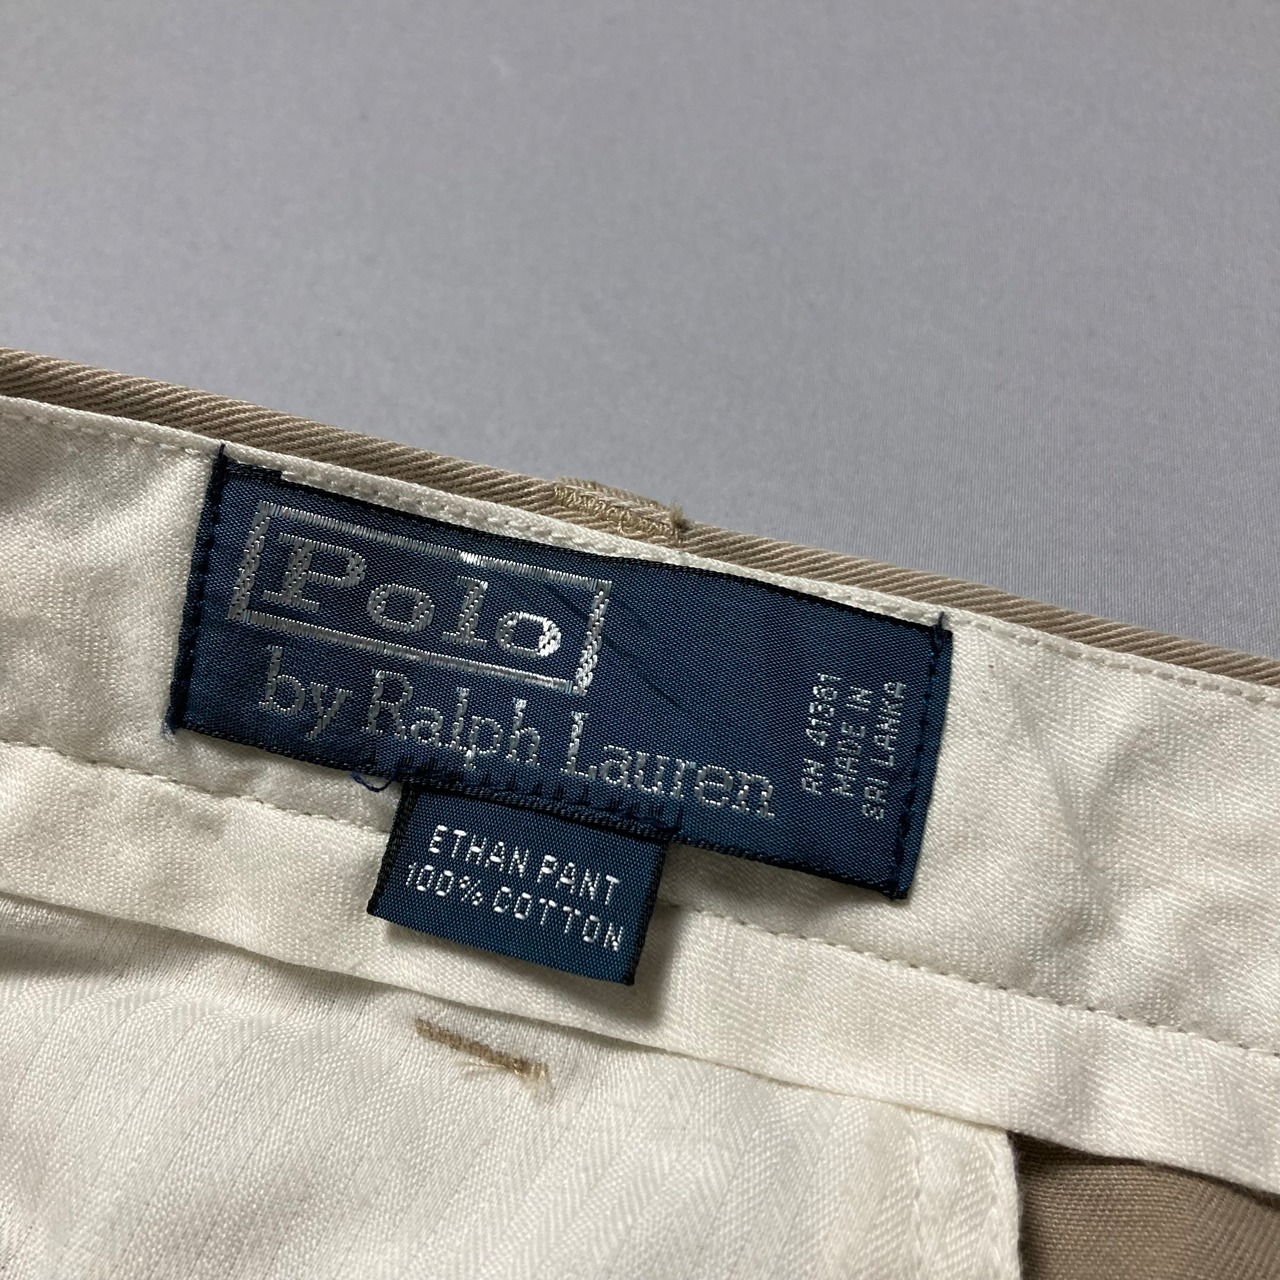 Polo
by Ralph Lauren
RN 41381
MADE IN
SRI LANKA
ETHAN PANT
100% COTTON